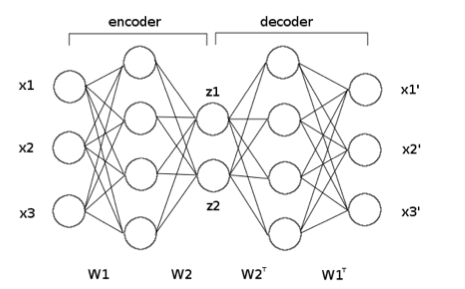 encoder decoder
x1 z1 x1'
x2 x2'
x3 z2 x3'
W1 W2 W2ᵀ W1ᵀ